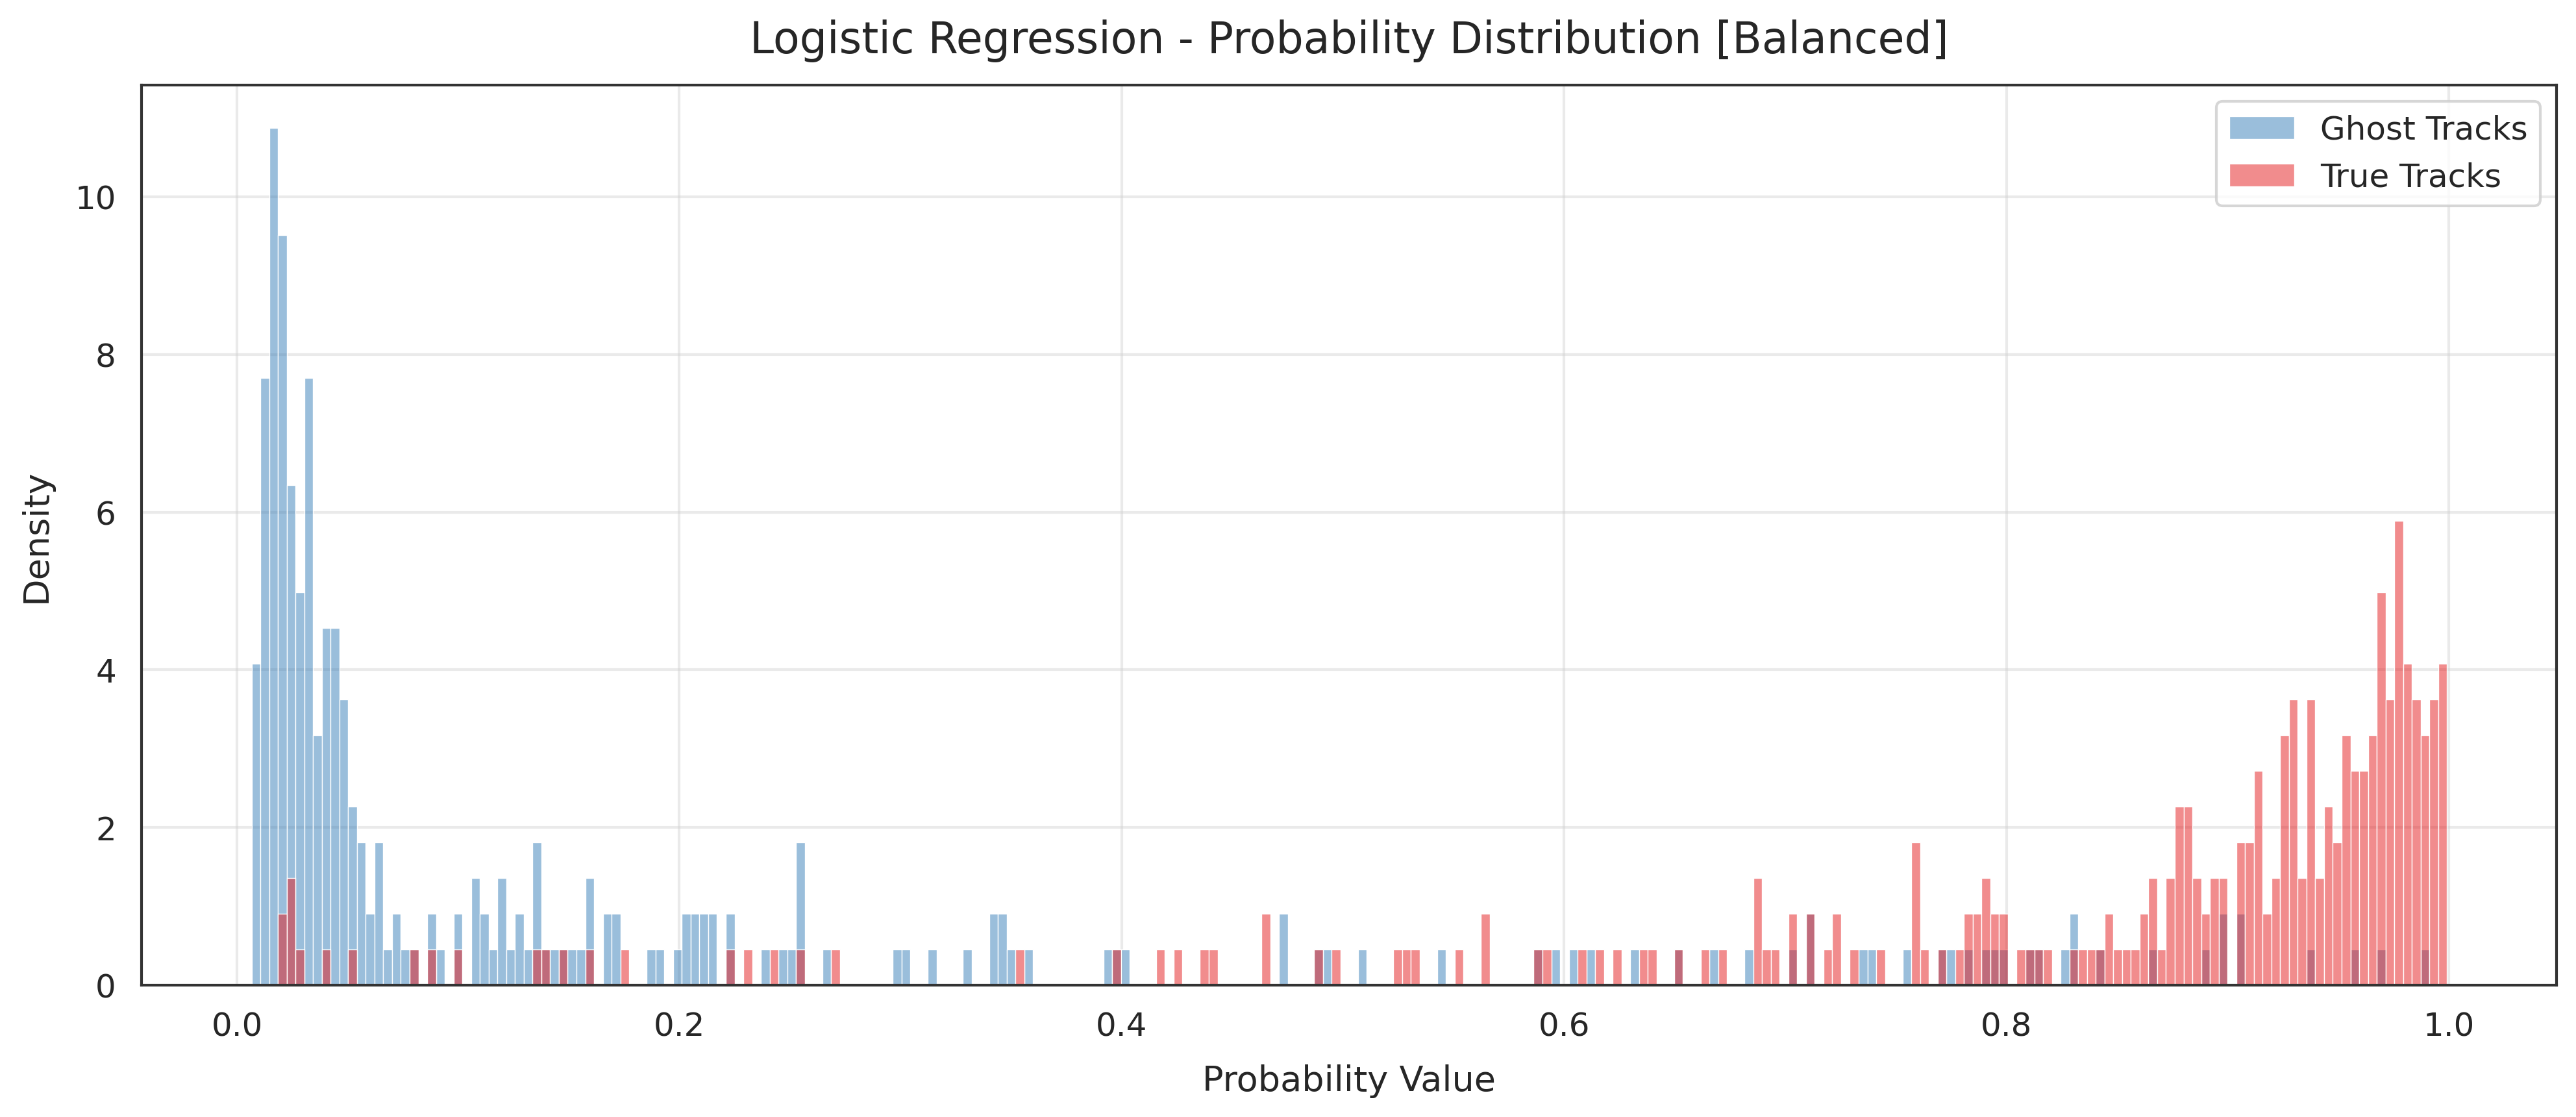 Logistic Regression - Probability Distribution [Balanced]
Ghost Tracks
True Tracks
Density
10
8
6
4
2
0
0.0 0.2 0.4 0.6 0.8 1.0
Probability Value